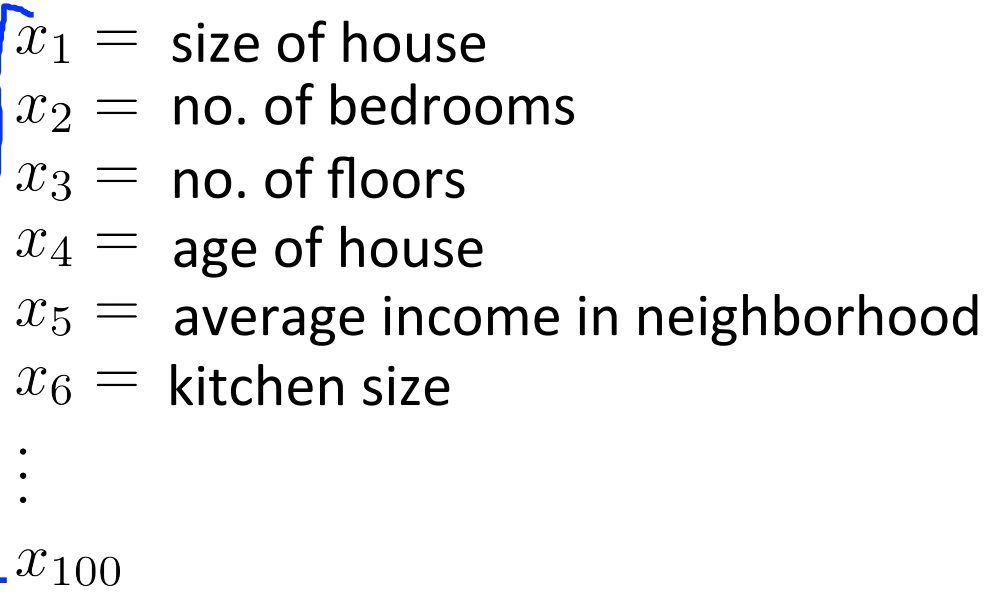 x₁ = size of house
x₂ = no. of bedrooms
x₃ = no. of floors
x₄ = age of house
x₅ = average income in neighborhood
x₆ = kitchen size
⋮
x₁₀₀